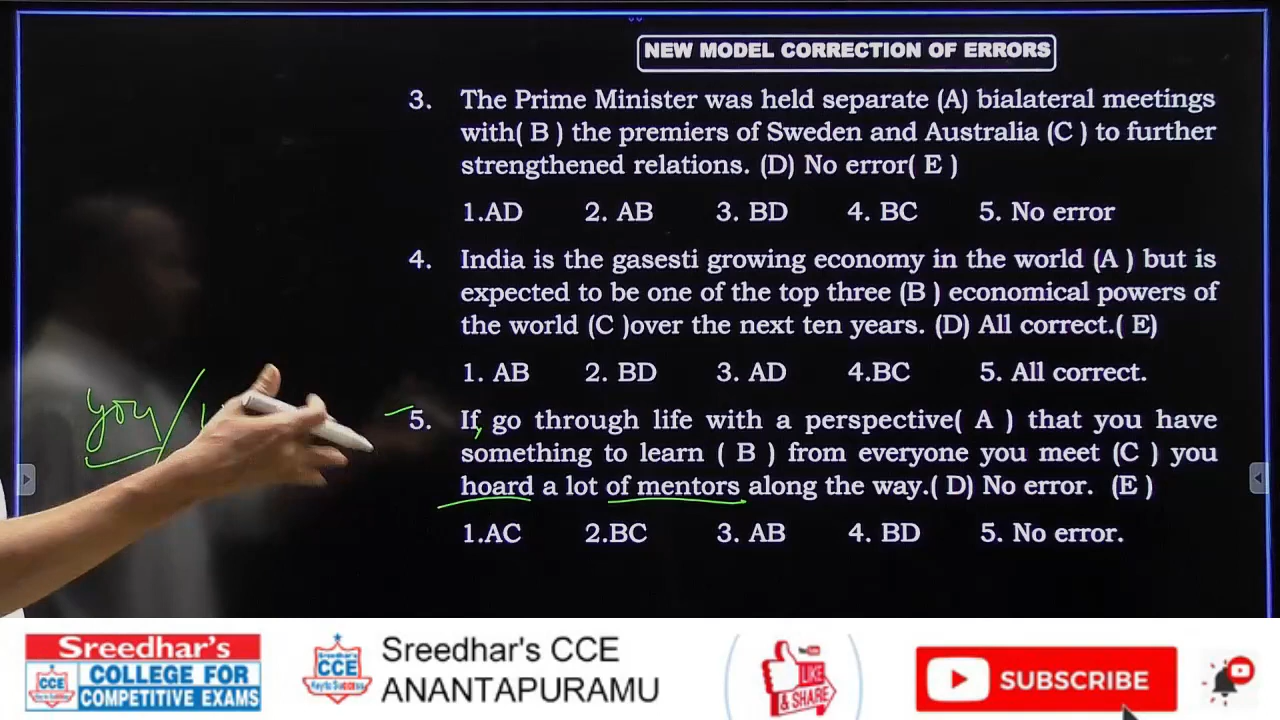 NEW MODEL CORRECTION OF ERRORS
3. The Prime Minister was held separate (A) bialateral meetings
with( B ) the premiers of Sweden and Australia (C ) to further
strengthened relations. (D) No error( E )
1.AD 2. AB 3. BD 4. BC 5. No error
4. India is the gasesti growing economy in the world (A ) but is
expected to be one of the top three (B ) economical powers of
the world (C )over the next ten years. (D) All correct.( E)
1. AB 2. BD 3. AD 4.BC 5. All correct.
you/
5. If, go through life with a perspective( A ) that you have
something to learn ( B ) from everyone you meet (C ) you
hoard a lot of mentors along the way.( D) No error. (E )
1.AC 2.BC 3. AB 4. BD 5. No error.
Sreedhar's
COLLEGE FOR
COMPETITIVE EXAMS
CCE
Sreedhar's CCE
ANANTAPURAMU
CCE
LIKE
& SHARE
SUBSCRIBE